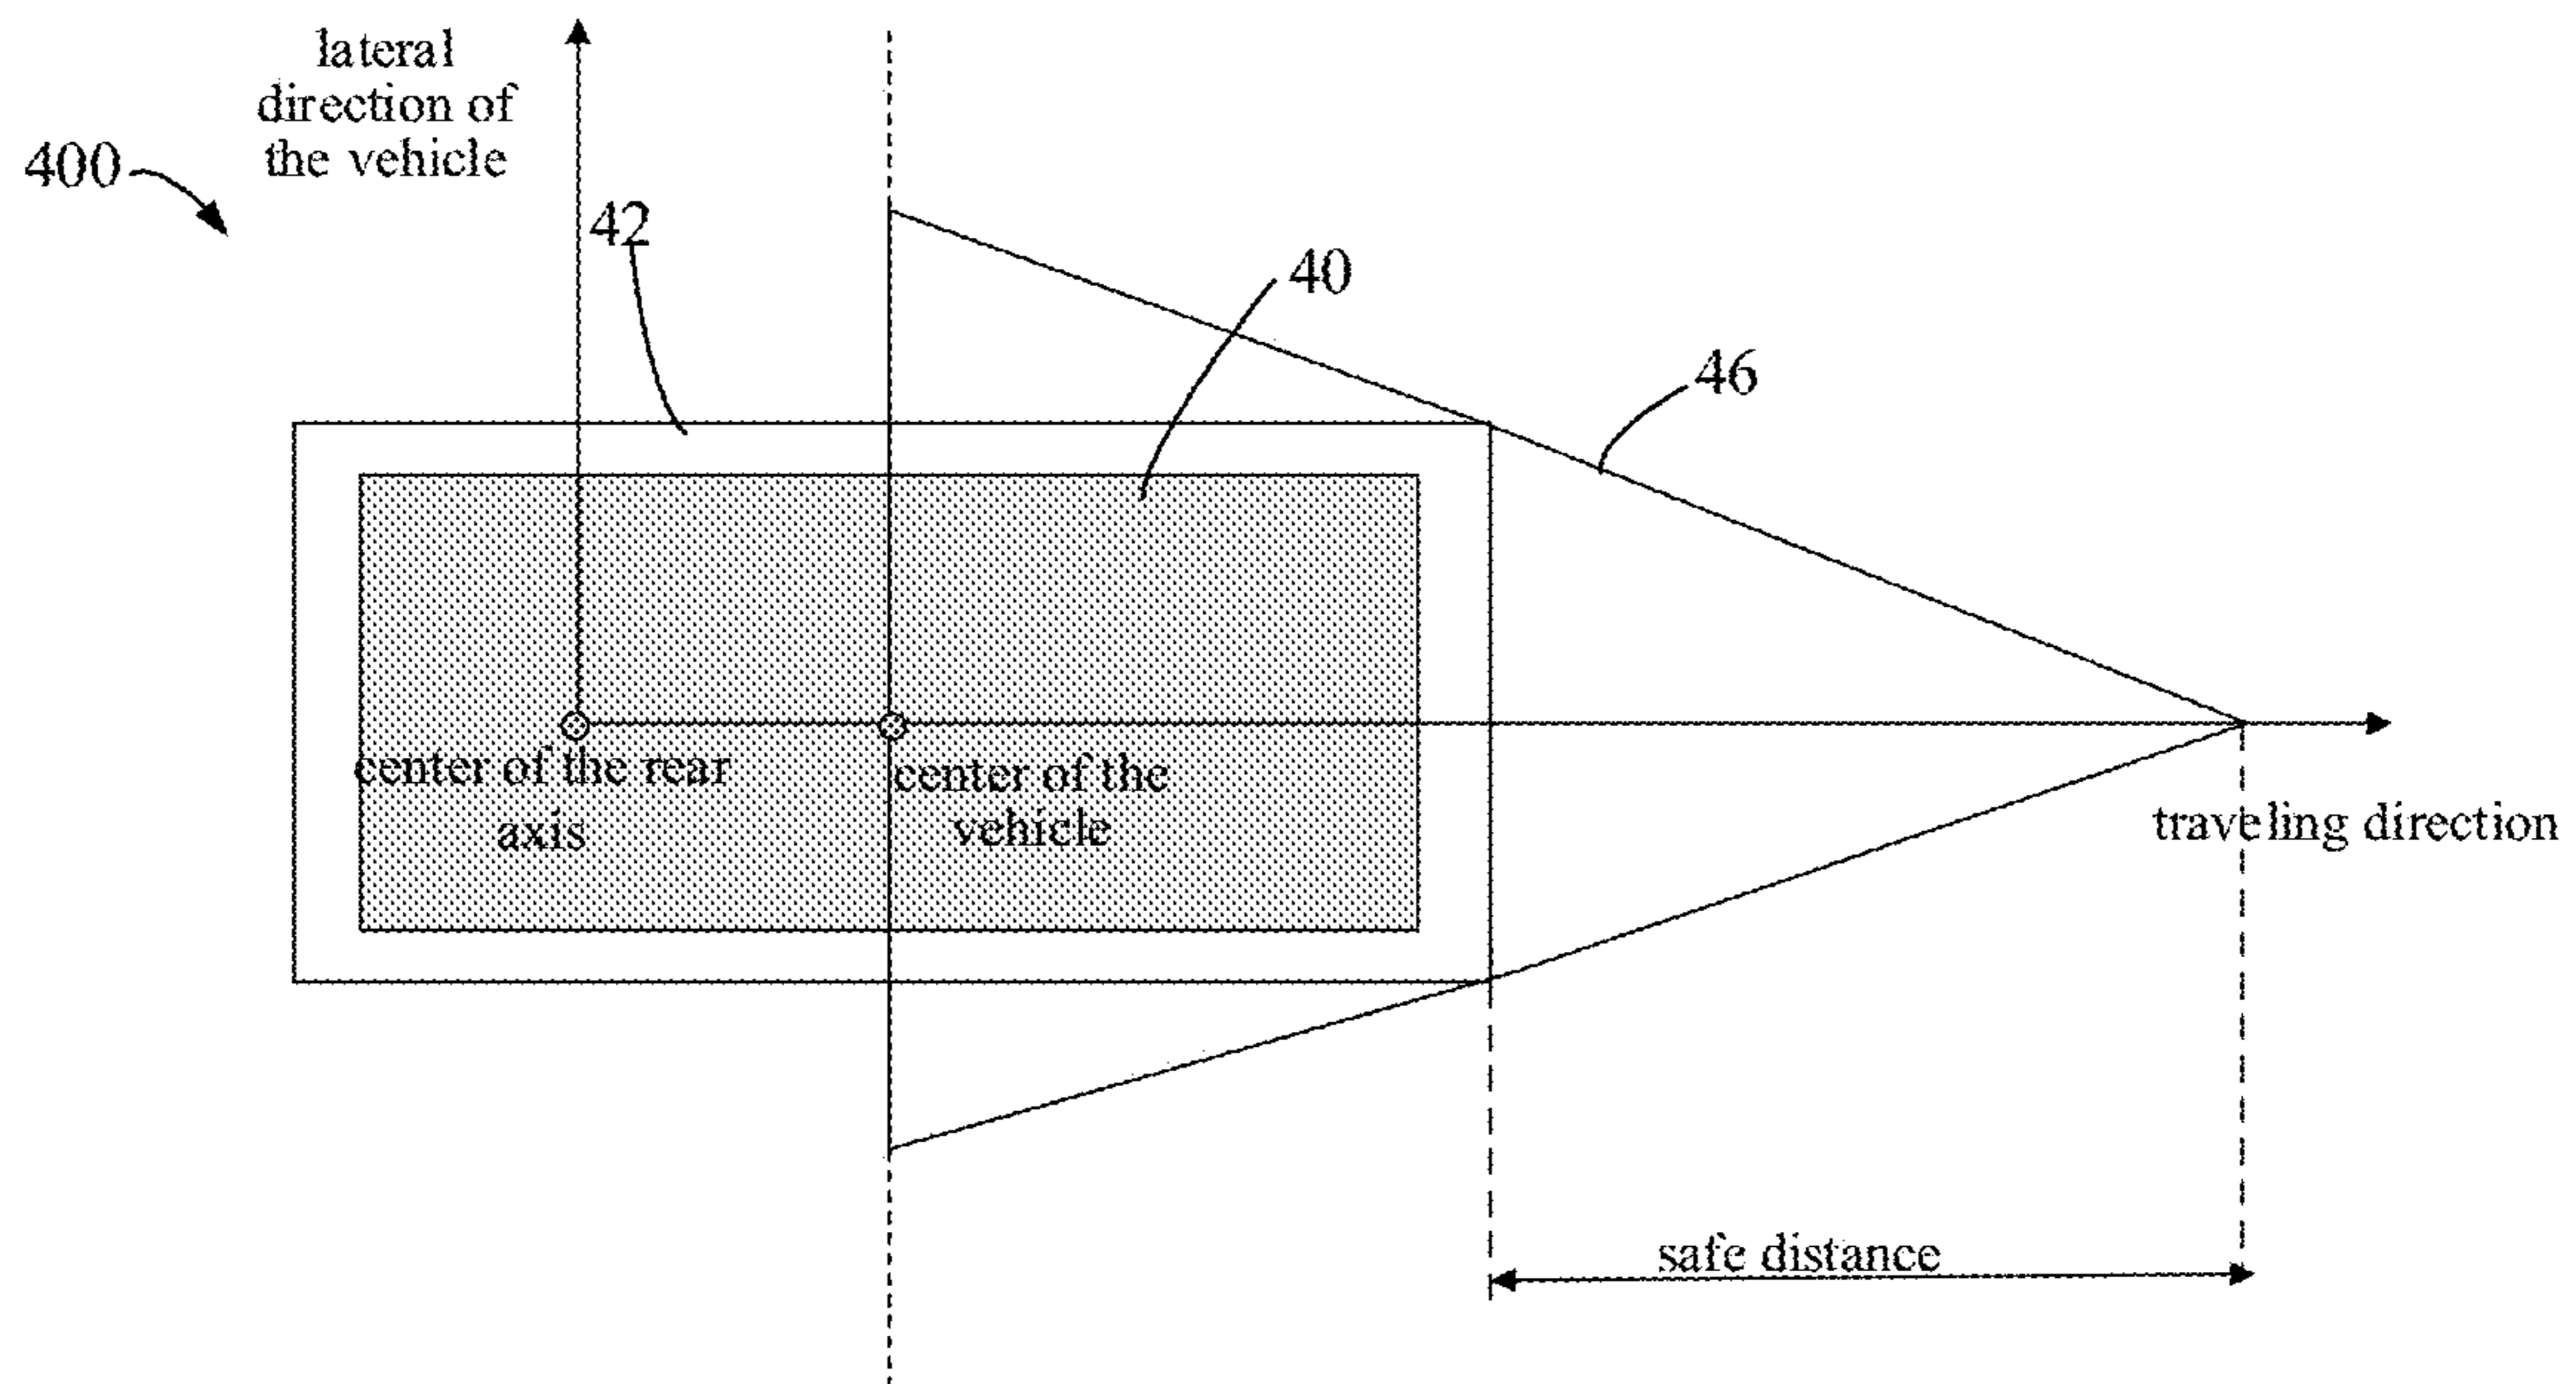 lateral
direction of
the vehicle
400
42
40
46
center of the rear
axis
center of the
vehicle
traveling direction
safe distance